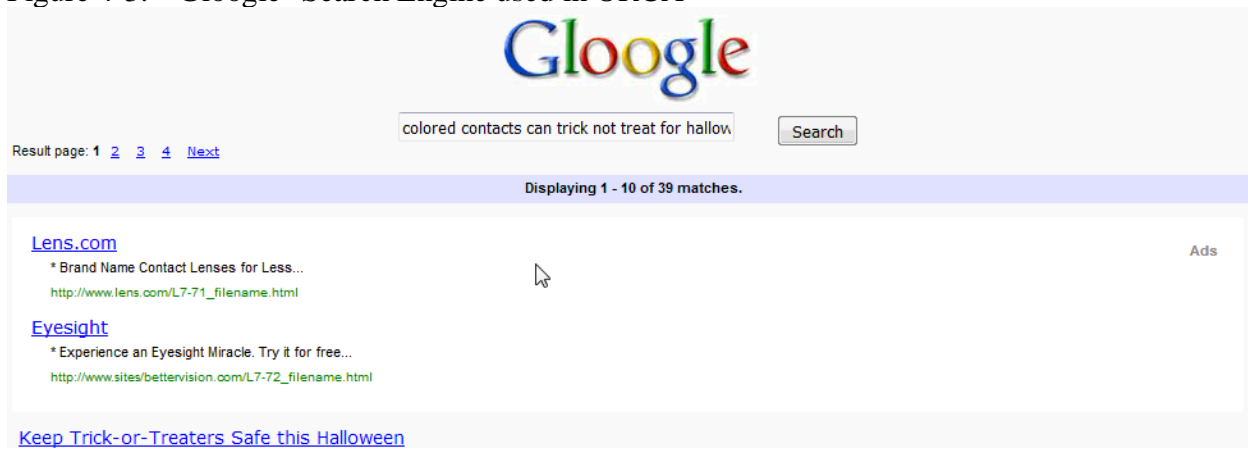 Gloogle
colored contacts can trick not treat for hallow
Search
Result page: 1 2 3 4 Next
Displaying 1 - 10 of 39 matches.
Lens.com
Ads
* Brand Name Contact Lenses for Less...
http://www.lens.com/L7-71_filename.html
Eyesight
* Experience an Eyesight Miracle. Try it for free...
http://www.sites/bettervision.com/L7-72_filename.html
Keep Trick-or-Treaters Safe this Halloween